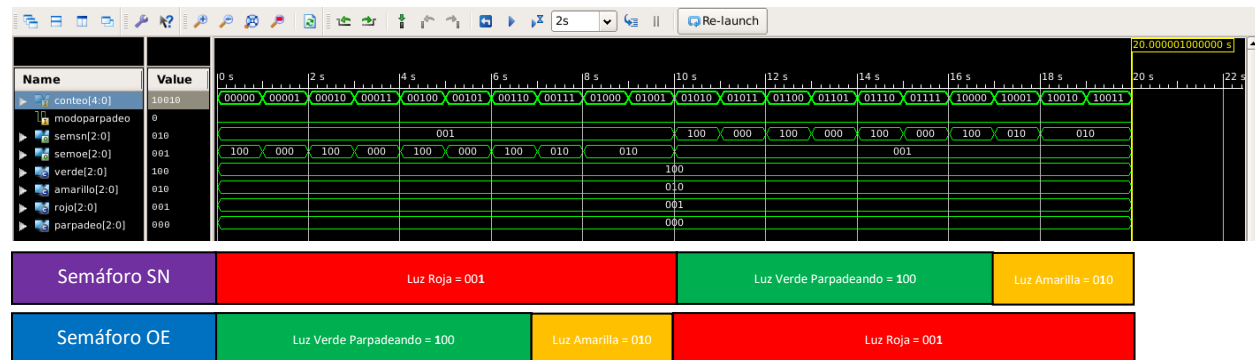 2s Re-launch
20.000001000000 s
Name Value 0 s 2 s 4 s 6 s 8 s 10 s 12 s 14 s 16 s 18 s 20 s 22 s
conteo[4:0] 10010 00000 00001 00010 00011 00100 00101 00110 00111 01000 01001 01010 01011 01100 01101 01110 01111 10000 10001 10010 10011
modoparpadeo 0
semsn[2:0] 010 001 100 000 100 000 100 000 100 010 010
semoe[2:0] 001 100 000 100 000 100 000 100 010 010 001
verde[2:0] 100 100
amarillo[2:0] 010 010
rojo[2:0] 001 001
parpadeo[2:0] 000 000
Semáforo SN Luz Roja = 001 Luz Verde Parpadeando = 100 Luz Amarilla = 010
Semáforo OE Luz Verde Parpadeando = 100 Luz Amarilla = 010 Luz Roja = 001